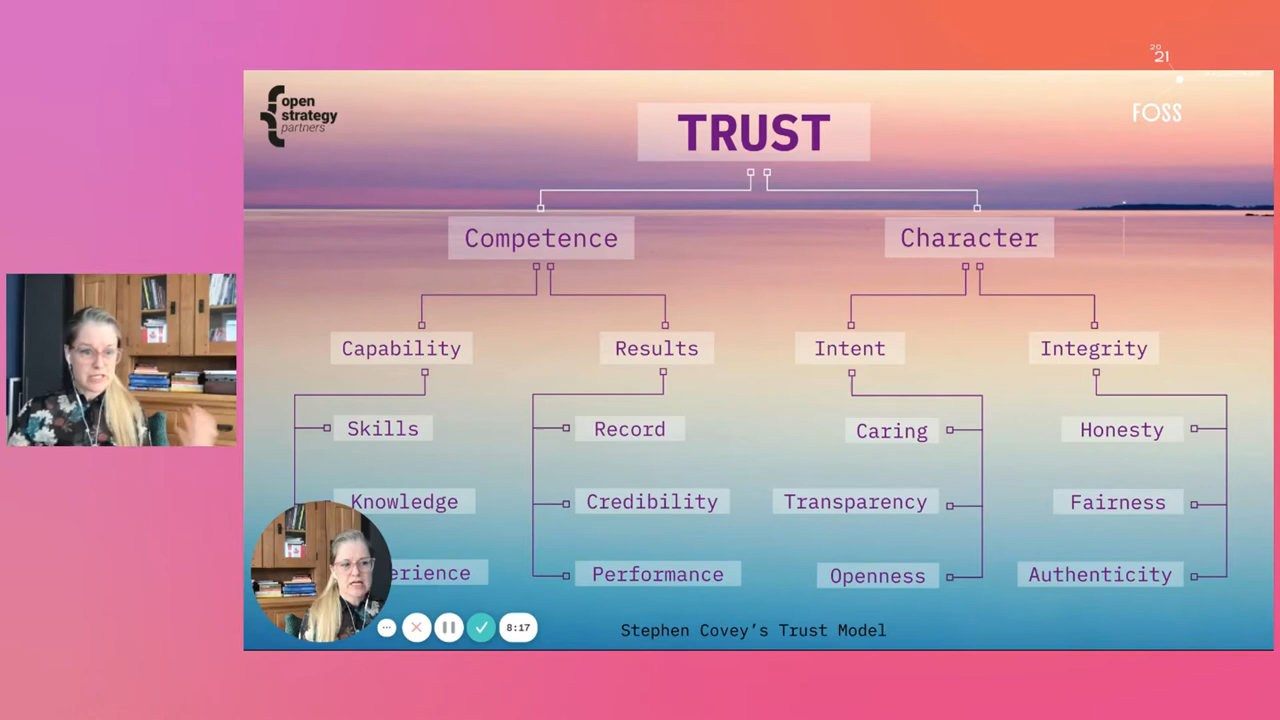 20
21
FOSS
open
strategy
partners
TRUST
Competence
Character
Capability
Results
Intent
Integrity
Skills
Record
Caring
Honesty
Knowledge
Credibility
Transparency
Fairness
erience
Performance
Openness
Authenticity
8:17
Stephen Covey's Trust Model